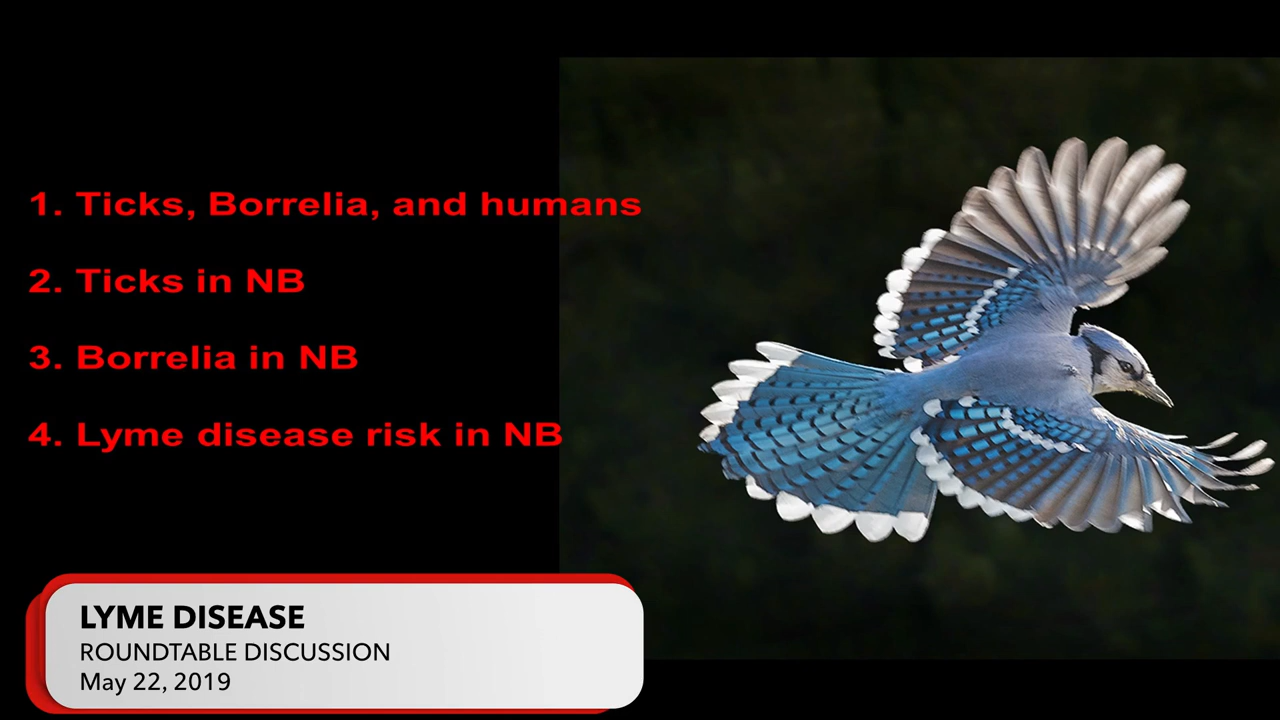 1. Ticks, Borrelia, and humans
2. Ticks in NB
3. Borrelia in NB
4. Lyme disease risk in NB
LYME DISEASE
ROUNDTABLE DISCUSSION
May 22, 2019